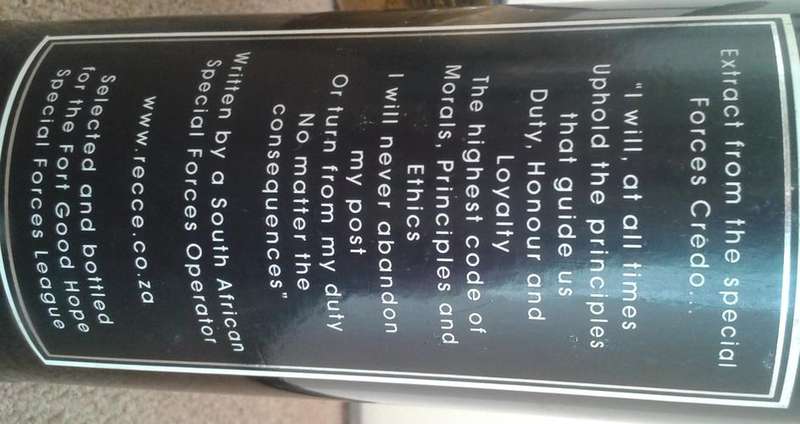 Extract from the special
Forces Credo...
"I will, at all times
Uphold the principles
that guide us
Duty, Honour and
Loyalty
The highest code of
Morals, Principles and
Ethics
I will never abandon
my post
Or turn from my duty
No matter the
consequences"
Written by a South African
Special Forces Operator
www.recce.co.za
Selected and bottled
for the Fort Good Hope
Special Forces League